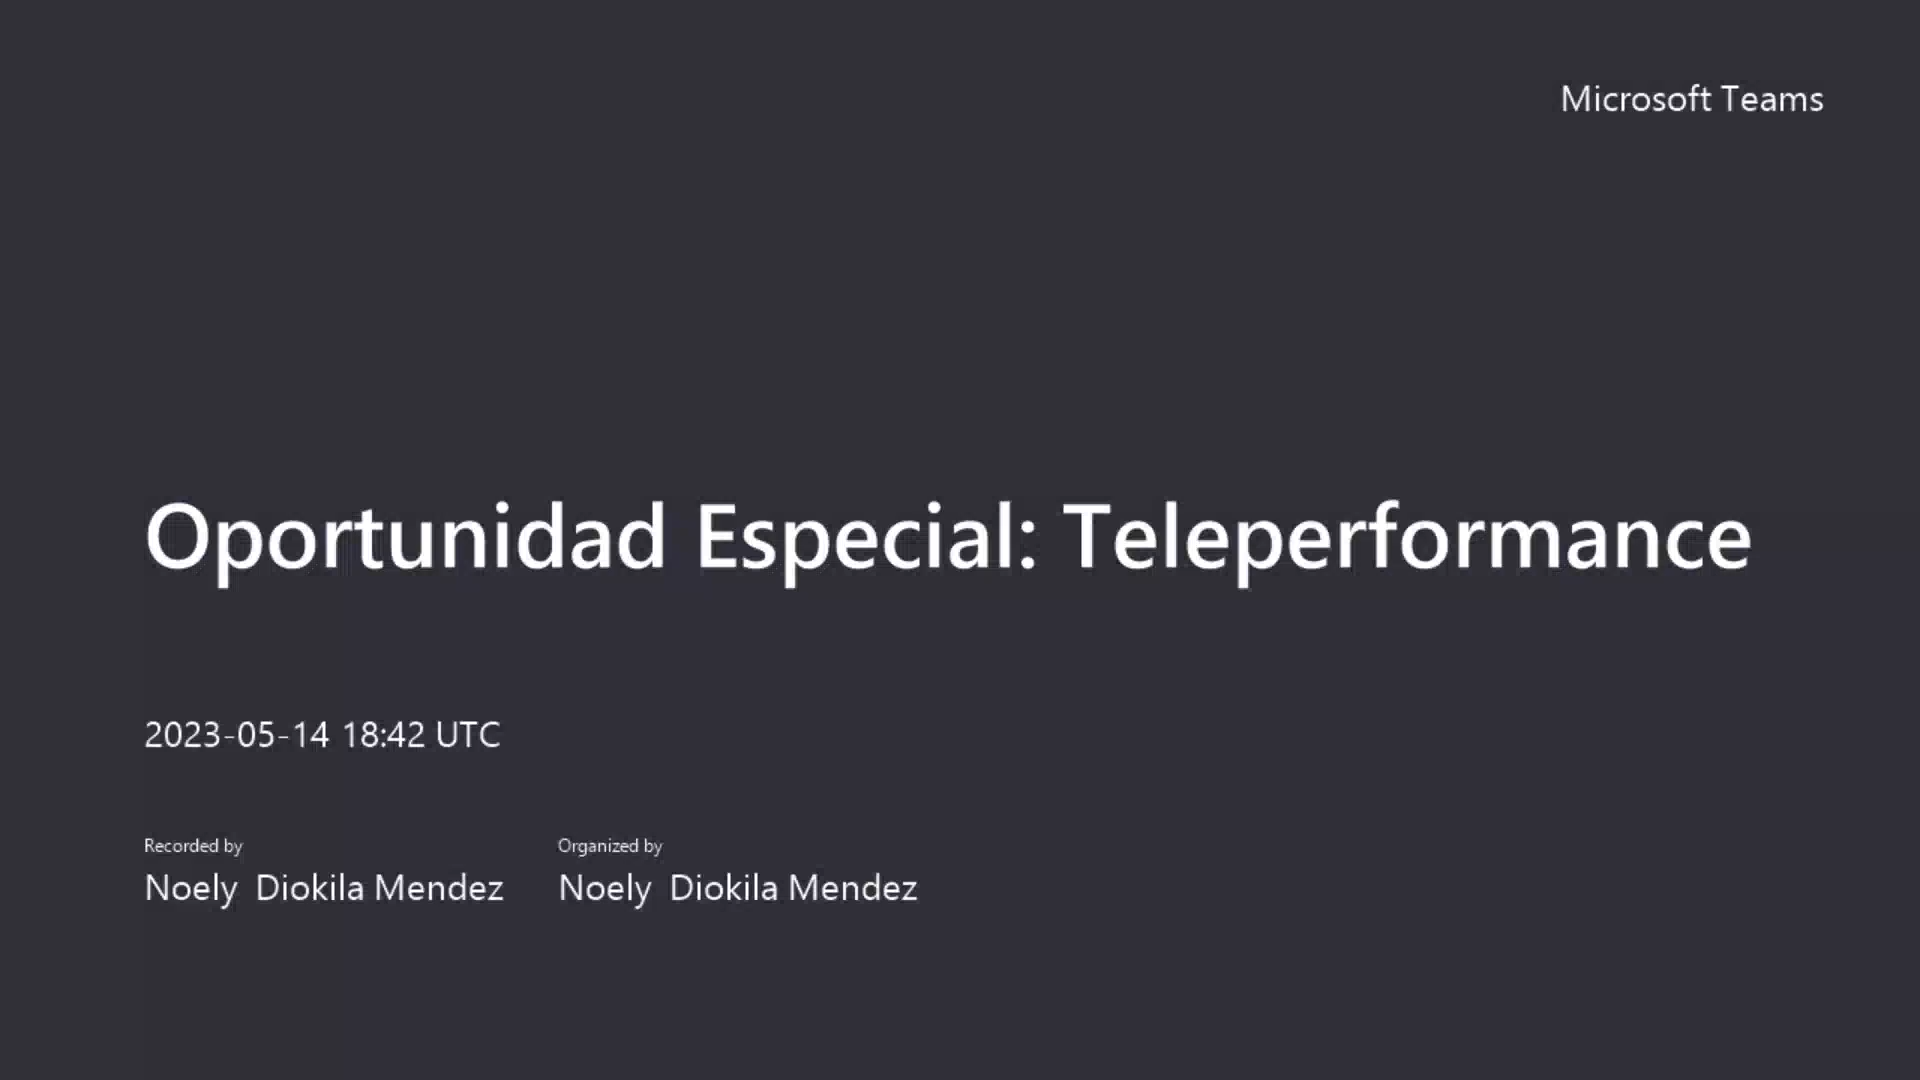 Microsoft Teams
Oportunidad Especial: Teleperformance
2023-05-14 18:42 UTC
Recorded by
Noely  Diokila Mendez
Organized by
Noely  Diokila Mendez